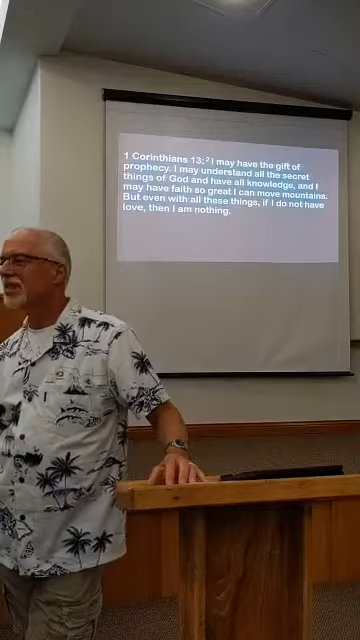 1 Corinthians 13:² I may have the gift of
prophecy. I may understand all the secret
things of God and have all knowledge, and I
may have faith so great I can move mountains.
But even with all these things, if I do not have
love, then I am nothing.